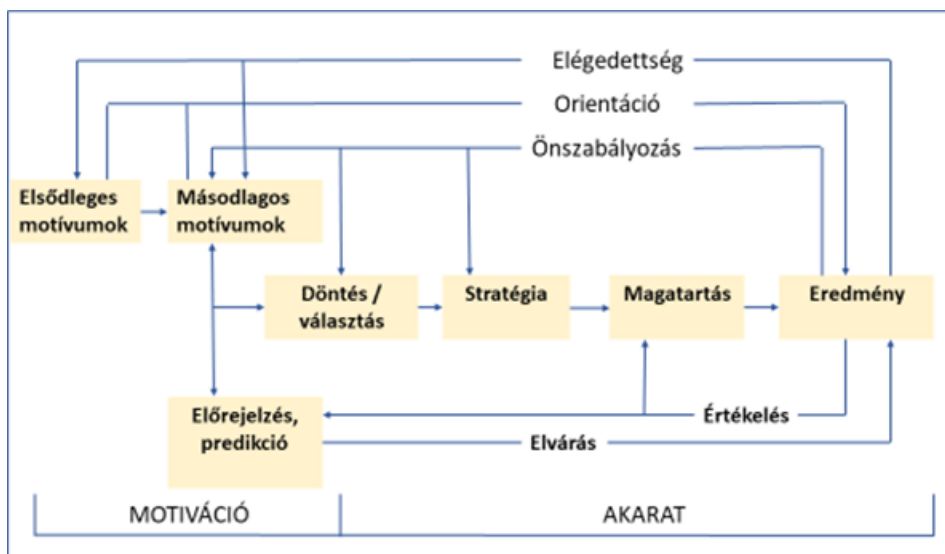 Elégedettség
Orientáció
Önszabályozás
Elsődleges
motívumok
Másodlagos
motívumok
Döntés /
választás
Stratégia
Magatartás
Eredmény
Előrejelzés,
predikció
Értékelés
Elvárás
MOTIVÁCIÓ
AKARAT